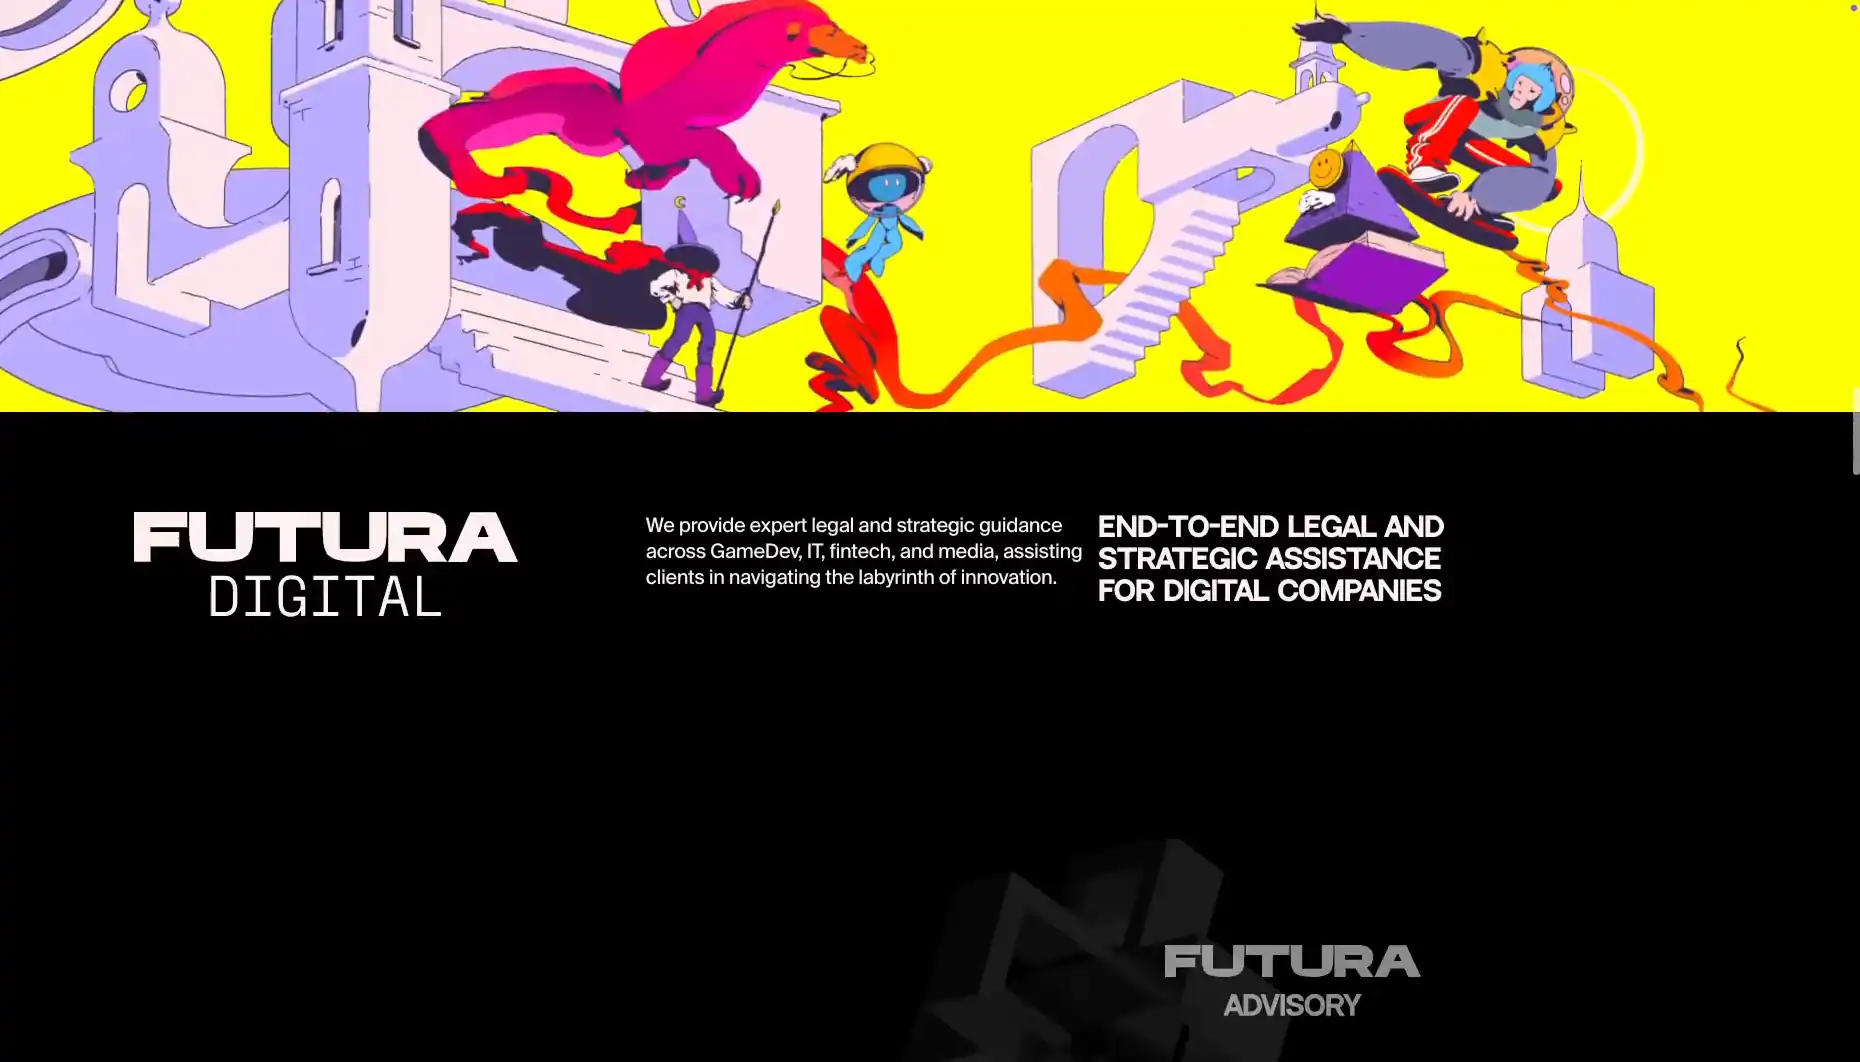 FUTURA
DIGITAL
We provide expert legal and strategic guidance
across GameDev, IT, fintech, and media, assisting
clients in navigating the labyrinth of innovation.
END-TO-END LEGAL AND
STRATEGIC ASSISTANCE
FOR DIGITAL COMPANIES
FUTURA
ADVISORY